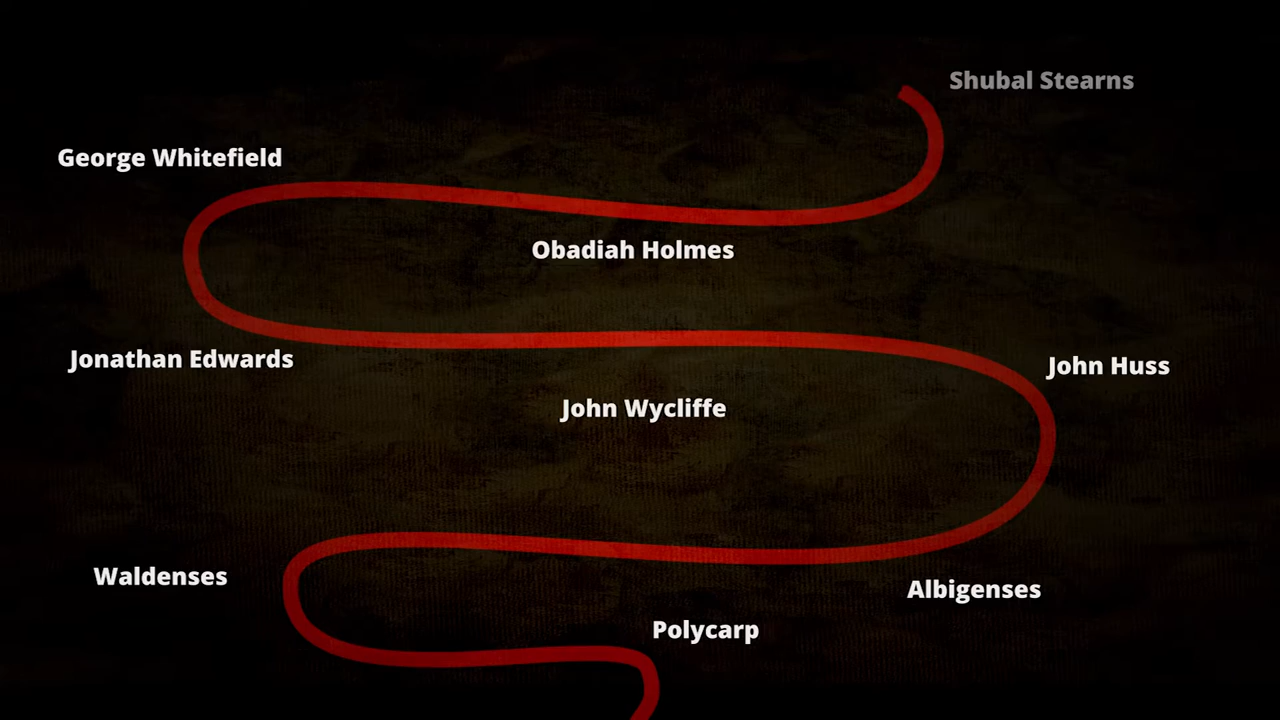 Shubal Stearns
George Whitefield
Obadiah Holmes
Jonathan Edwards
John Huss
John Wycliffe
Waldenses
Albigenses
Polycarp